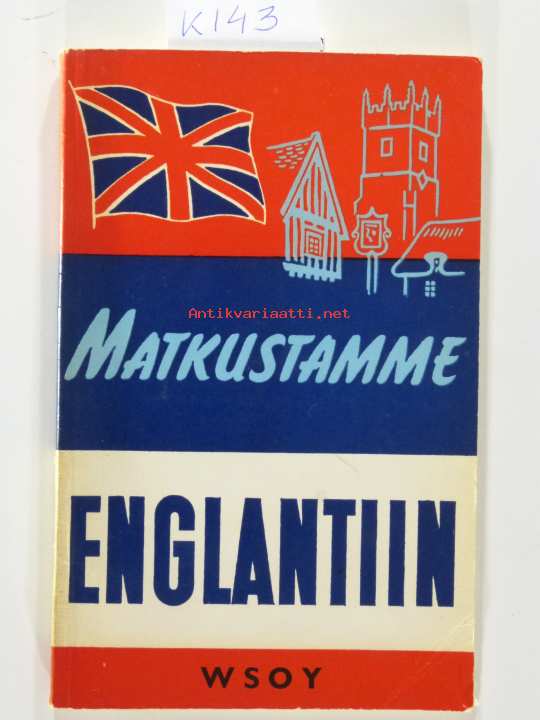 K143
Antikvariaatti.net
MATKUSTAMME
ENGLANTIIN
WSOY